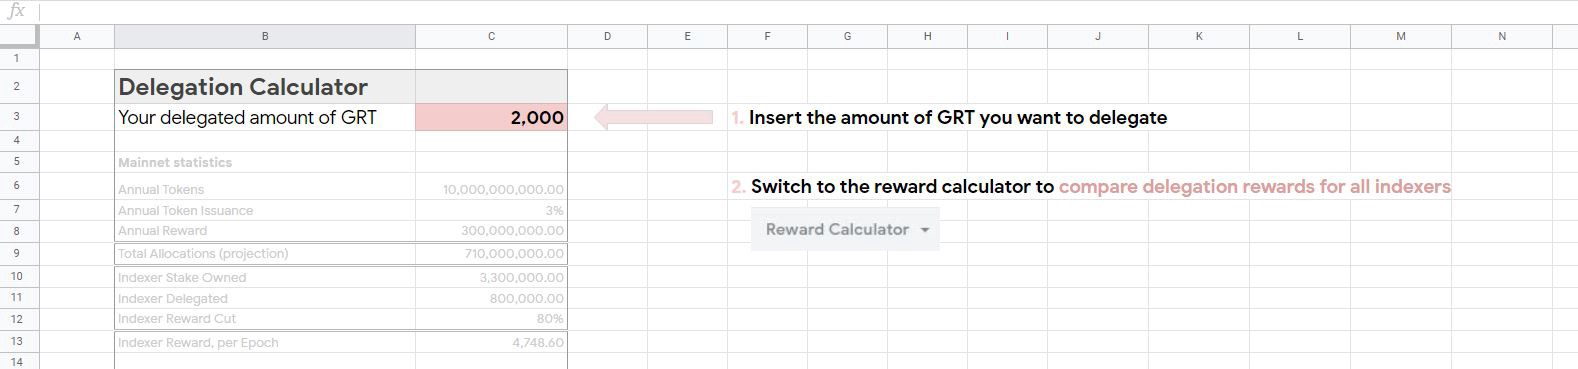 fx
A B C D E F G H I J K L M N
1
2 Delegation Calculator
3 Your delegated amount of GRT 2,000 1. Insert the amount of GRT you want to delegate
4
5 Mainnet statistics
6 Annual Tokens 10,000,000,000.00 2. Switch to the reward calculator to compare delegation rewards for all indexers
7 Annual Token Issuance 3%
8 Annual Reward 300,000,000.00 Reward Calculator
9 Total Allocations (projection) 710,000,000.00
10 Indexer Stake Owned 3,300,000.00
11 Indexer Delegated 800,000.00
12 Indexer Reward Cut 80%
13 Indexer Reward, per Epoch 4,748.60
14